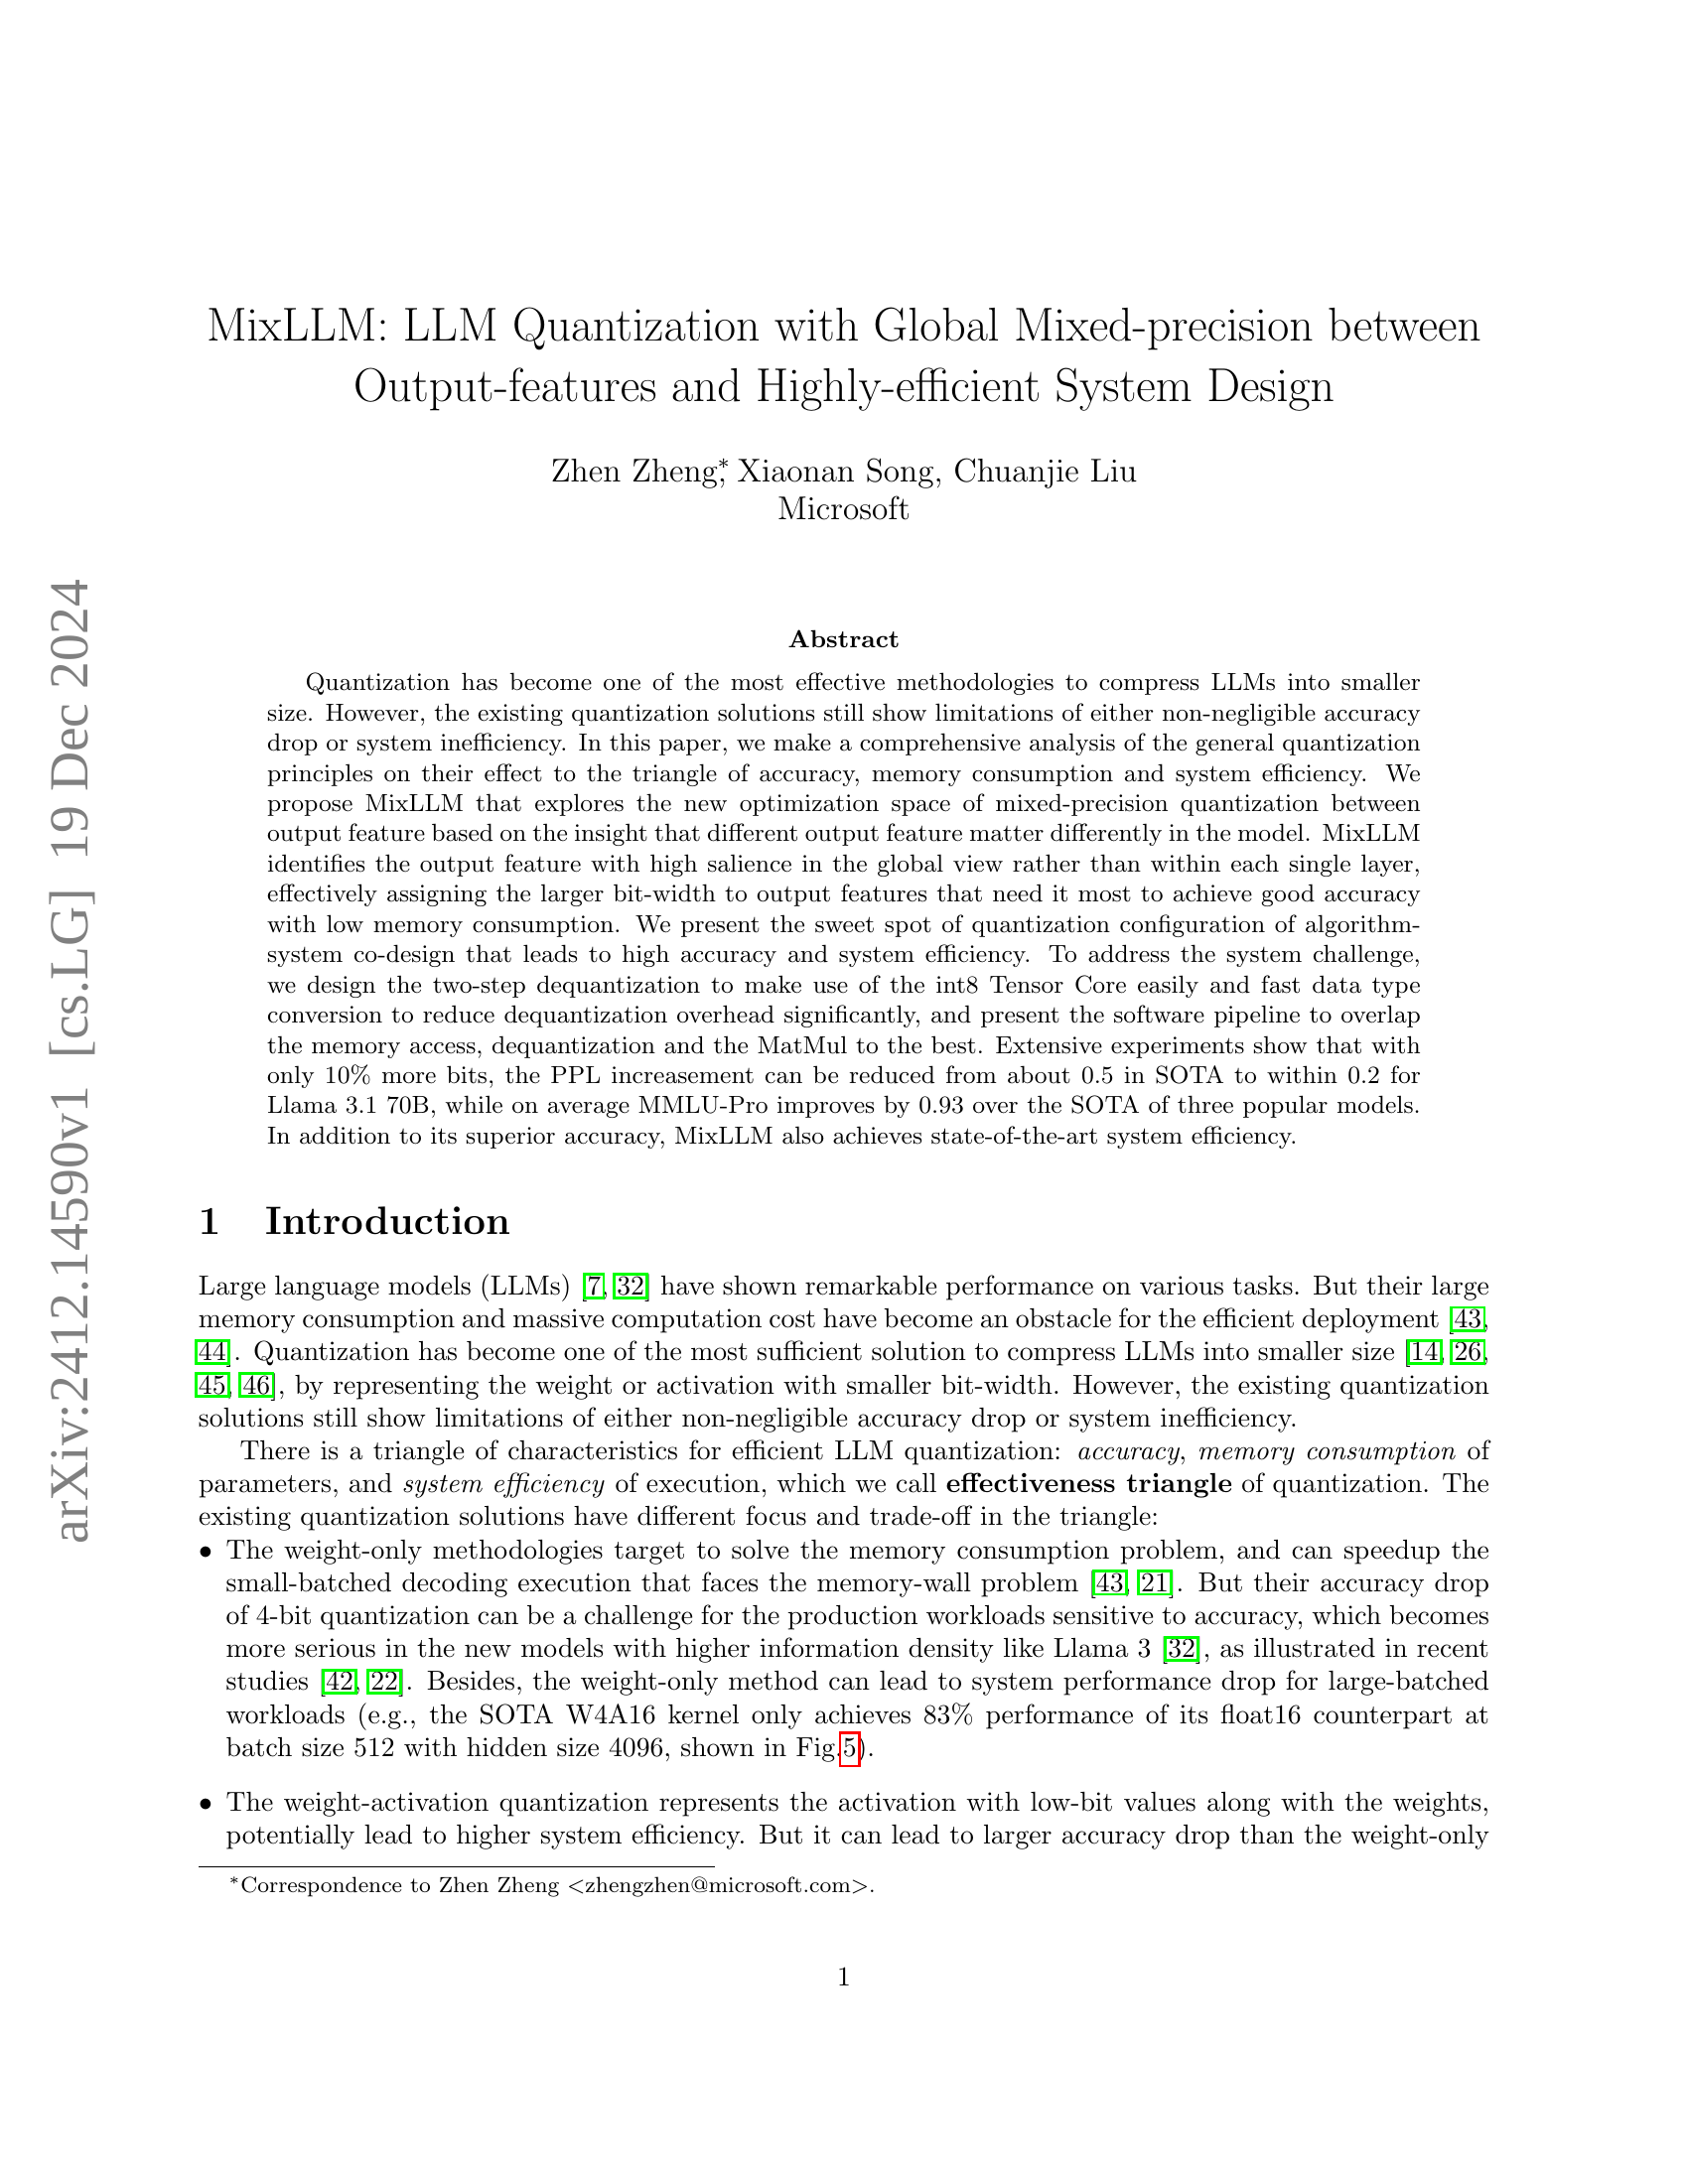 MixLLM: LLM Quantization with Global Mixed-precision between
Output-features and Highly-efficient System Design
Zhen Zheng*, Xiaonan Song, Chuanjie Liu
Microsoft
arXiv:2412.14590v1 [cs.LG] 19 Dec 2024
Abstract
Quantization has become one of the most effective methodologies to compress LLMs into smaller
size. However, the existing quantization solutions still show limitations of either non-negligible accuracy
drop or system inefficiency. In this paper, we make a comprehensive analysis of the general quantization
principles on their effect to the triangle of accuracy, memory consumption and system efficiency. We
propose MixLLM that explores the new optimization space of mixed-precision quantization between
output feature based on the insight that different output feature matter differently in the model. MixLLM
identifies the output feature with high salience in the global view rather than within each single layer,
effectively assigning the larger bit-width to output features that need it most to achieve good accuracy
with low memory consumption. We present the sweet spot of quantization configuration of algorithm-
system co-design that leads to high accuracy and system efficiency. To address the system challenge,
we design the two-step dequantization to make use of the int8 Tensor Core easily and fast data type
conversion to reduce dequantization overhead significantly, and present the software pipeline to overlap
the memory access, dequantization and the MatMul to the best. Extensive experiments show that with
only 10% more bits, the PPL increasement can be reduced from about 0.5 in SOTA to within 0.2 for
Llama 3.1 70B, while on average MMLU-Pro improves by 0.93 over the SOTA of three popular models.
In addition to its superior accuracy, MixLLM also achieves state-of-the-art system efficiency.
1 Introduction
Large language models (LLMs) [7, 32] have shown remarkable performance on various tasks. But their large
memory consumption and massive computation cost have become an obstacle for the efficient deployment [43,
44]. Quantization has become one of the most sufficient solution to compress LLMs into smaller size [14, 26,
45, 46], by representing the weight or activation with smaller bit-width. However, the existing quantization
solutions still show limitations of either non-negligible accuracy drop or system inefficiency.
There is a triangle of characteristics for efficient LLM quantization: accuracy, memory consumption of
parameters, and system efficiency of execution, which we call effectiveness triangle of quantization. The
existing quantization solutions have different focus and trade-off in the triangle:
• The weight-only methodologies target to solve the memory consumption problem, and can speedup the
small-batched decoding execution that faces the memory-wall problem [43, 21]. But their accuracy drop
of 4-bit quantization can be a challenge for the production workloads sensitive to accuracy, which becomes
more serious in the new models with higher information density like Llama 3 [32], as illustrated in recent
studies [42, 22]. Besides, the weight-only method can lead to system performance drop for large-batched
workloads (e.g., the SOTA W4A16 kernel only achieves 83% performance of its float16 counterpart at
batch size 512 with hidden size 4096, shown in Fig.5).
• The weight-activation quantization represents the activation with low-bit values along with the weights,
potentially lead to higher system efficiency. But it can lead to larger accuracy drop than the weight-only
*Correspondence to Zhen Zheng <zhengzhen@microsoft.com>.
1